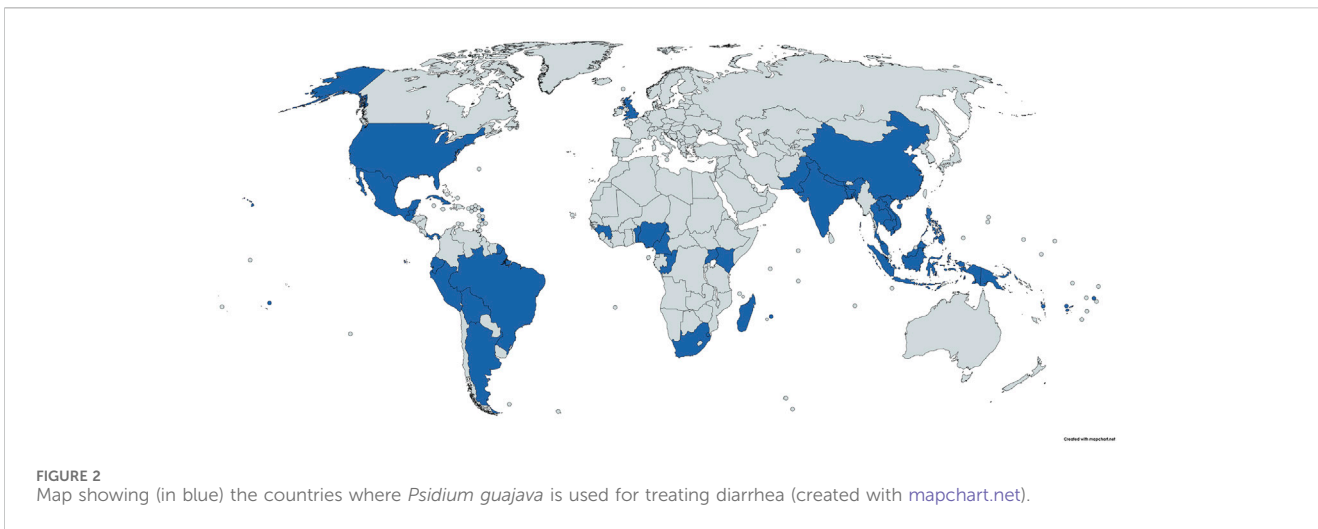 Created with mapchart.net
FIGURE 2
Map showing (in blue) the countries where Psidium guajava is used for treating diarrhea (created with mapchart.net).